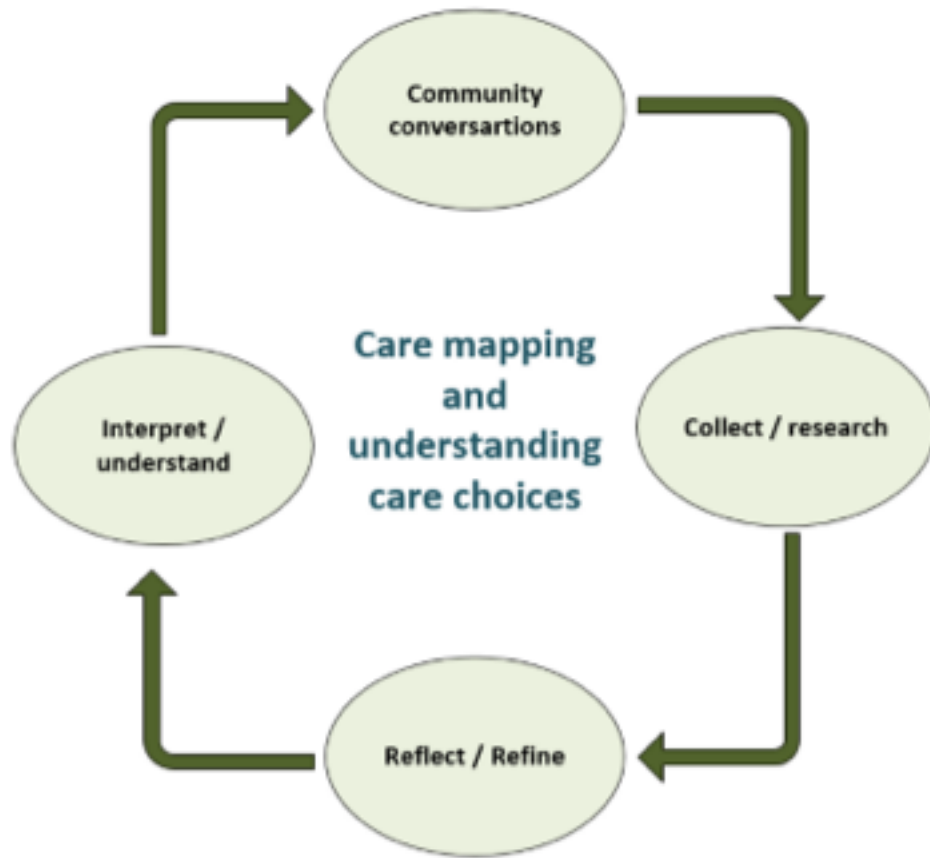 Community
conversartions
Care mapping
and
understanding
care choices
Interpret /
understand
Collect / research
Reflect / Refine